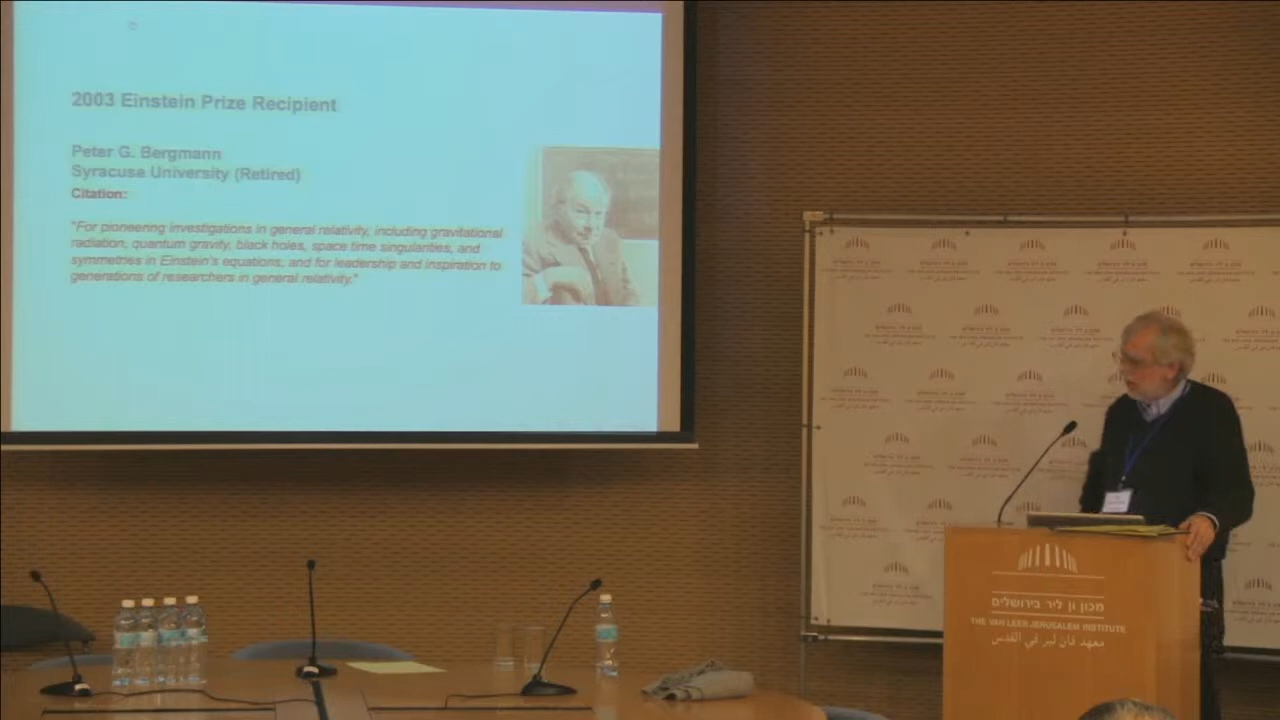 2003 Einstein Prize Recipient
Peter G. Bergmann
Syracuse University (Retired)
Citation:
"For pioneering investigations in general relativity, including gravitational
radiation, quantum gravity, black holes, space time singularities, and
symmetries in Einstein's equations, and for leadership and inspiration to
generations of researchers in general relativity."
מכון ון ליר בירושלים
THE VAN LEER JERUSALEM INSTITUTE
معهد فان لير في القدس